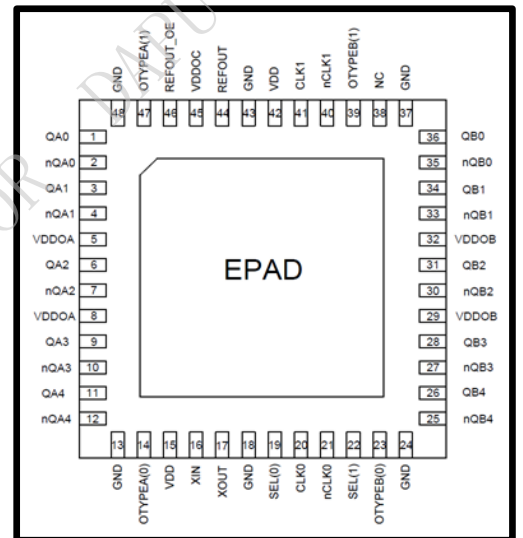 GND
OTYPEA(1)
REFOUT_OE
VDDOC
REFOUT
GND
VDD
CLK1
nCLK1
OTYPEB(1)
NC
GND
48 47 46 45 44 43 42 41 40 39 38 37
QA0 1 36 QB0
nQA0 2 35 nQB0
QA1 3 34 QB1
nQA1 4 33 nQB1
VDDOA 5 32 VDDOB
QA2 6 31 QB2
nQA2 7 30 nQB2
VDDOA 8 29 VDDOB
QA3 9 28 QB3
nQA3 10 27 nQB3
QA4 11 26 QB4
nQA4 12 25 nQB4
EPAD
13 14 15 16 17 18 19 20 21 22 23 24
GND
OTYPEA(0)
VDD
XIN
XOUT
GND
SEL(0)
CLK0
nCLK0
SEL(1)
OTYPEB(0)
GND
OR DAPU